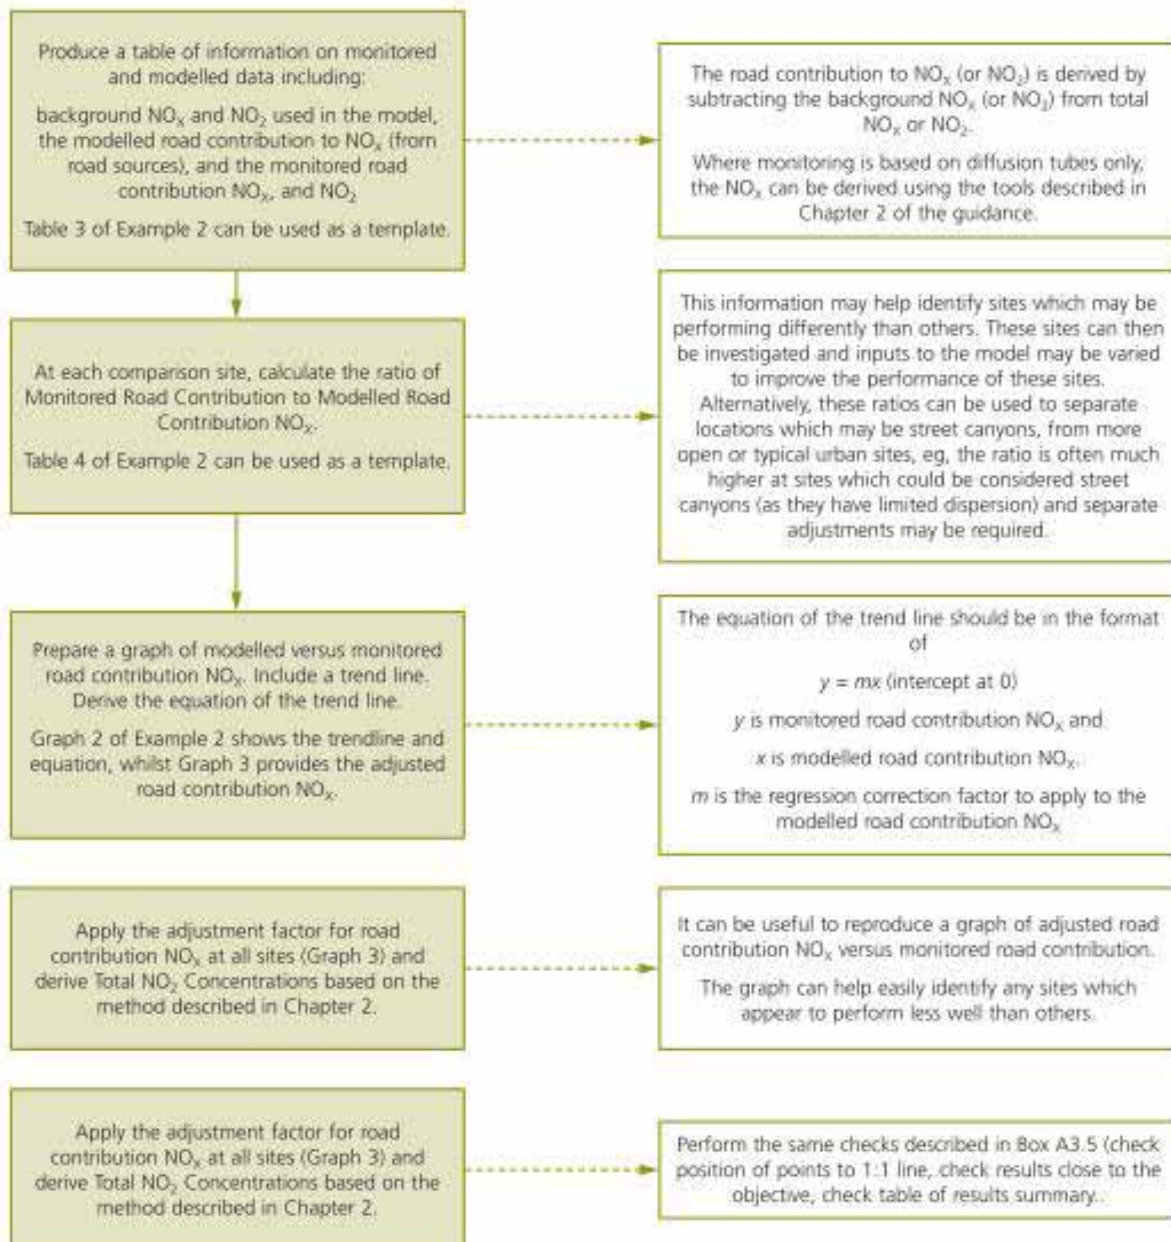 Produce a table of information on monitored
and modelled data including:
background NOₓ and NO₂ used in the model,
the modelled road contribution to NOₓ (from
road sources), and the monitored road
contribution NOₓ, and NO₂
Table 3 of Example 2 can be used as a template.
The road contribution to NOₓ (or NO₂) is derived by
subtracting the background NOₓ (or NO₂) from total
NOₓ or NO₂.
Where monitoring is based on diffusion tubes only,
the NOₓ can be derived using the tools described in
Chapter 2 of the guidance.
At each comparison site, calculate the ratio of
Monitored Road Contribution to Modelled Road
Contribution NOₓ.
Table 4 of Example 2 can be used as a template.
This information may help identify sites which may be
performing differently than others. These sites can then
be investigated and inputs to the model may be varied
to improve the performance of these sites.
Alternatively, these ratios can be used to separate
locations which may be street canyons, from more
open or typical urban sites, eg, the ratio is often much
higher at sites which could be considered street
canyons (as they have limited dispersion) and separate
adjustments may be required.
Prepare a graph of modelled versus monitored
road contribution NOₓ. Include a trend line.
Derive the equation of the trend line.
Graph 2 of Example 2 shows the trendline and
equation, whilst Graph 3 provides the adjusted
road contribution NOₓ.
The equation of the trend line should be in the format
of
y = mx (intercept at 0)
y is monitored road contribution NOₓ and
x is modelled road contribution NOₓ.
m is the regression correction factor to apply to the
modelled road contribution NOₓ
Apply the adjustment factor for road
contribution NOₓ at all sites (Graph 3) and
derive Total NO₂ Concentrations based on the
method described in Chapter 2.
It can be useful to reproduce a graph of adjusted road
contribution NOₓ versus monitored road contribution.
The graph can help easily identify any sites which
appear to perform less well than others.
Apply the adjustment factor for road
contribution NOₓ at all sites (Graph 3) and
derive Total NO₂ Concentrations based on the
method described in Chapter 2.
Perform the same checks described in Box A3.5 (check
position of points to 1:1 line, check results close to the
objective, check table of results summary..